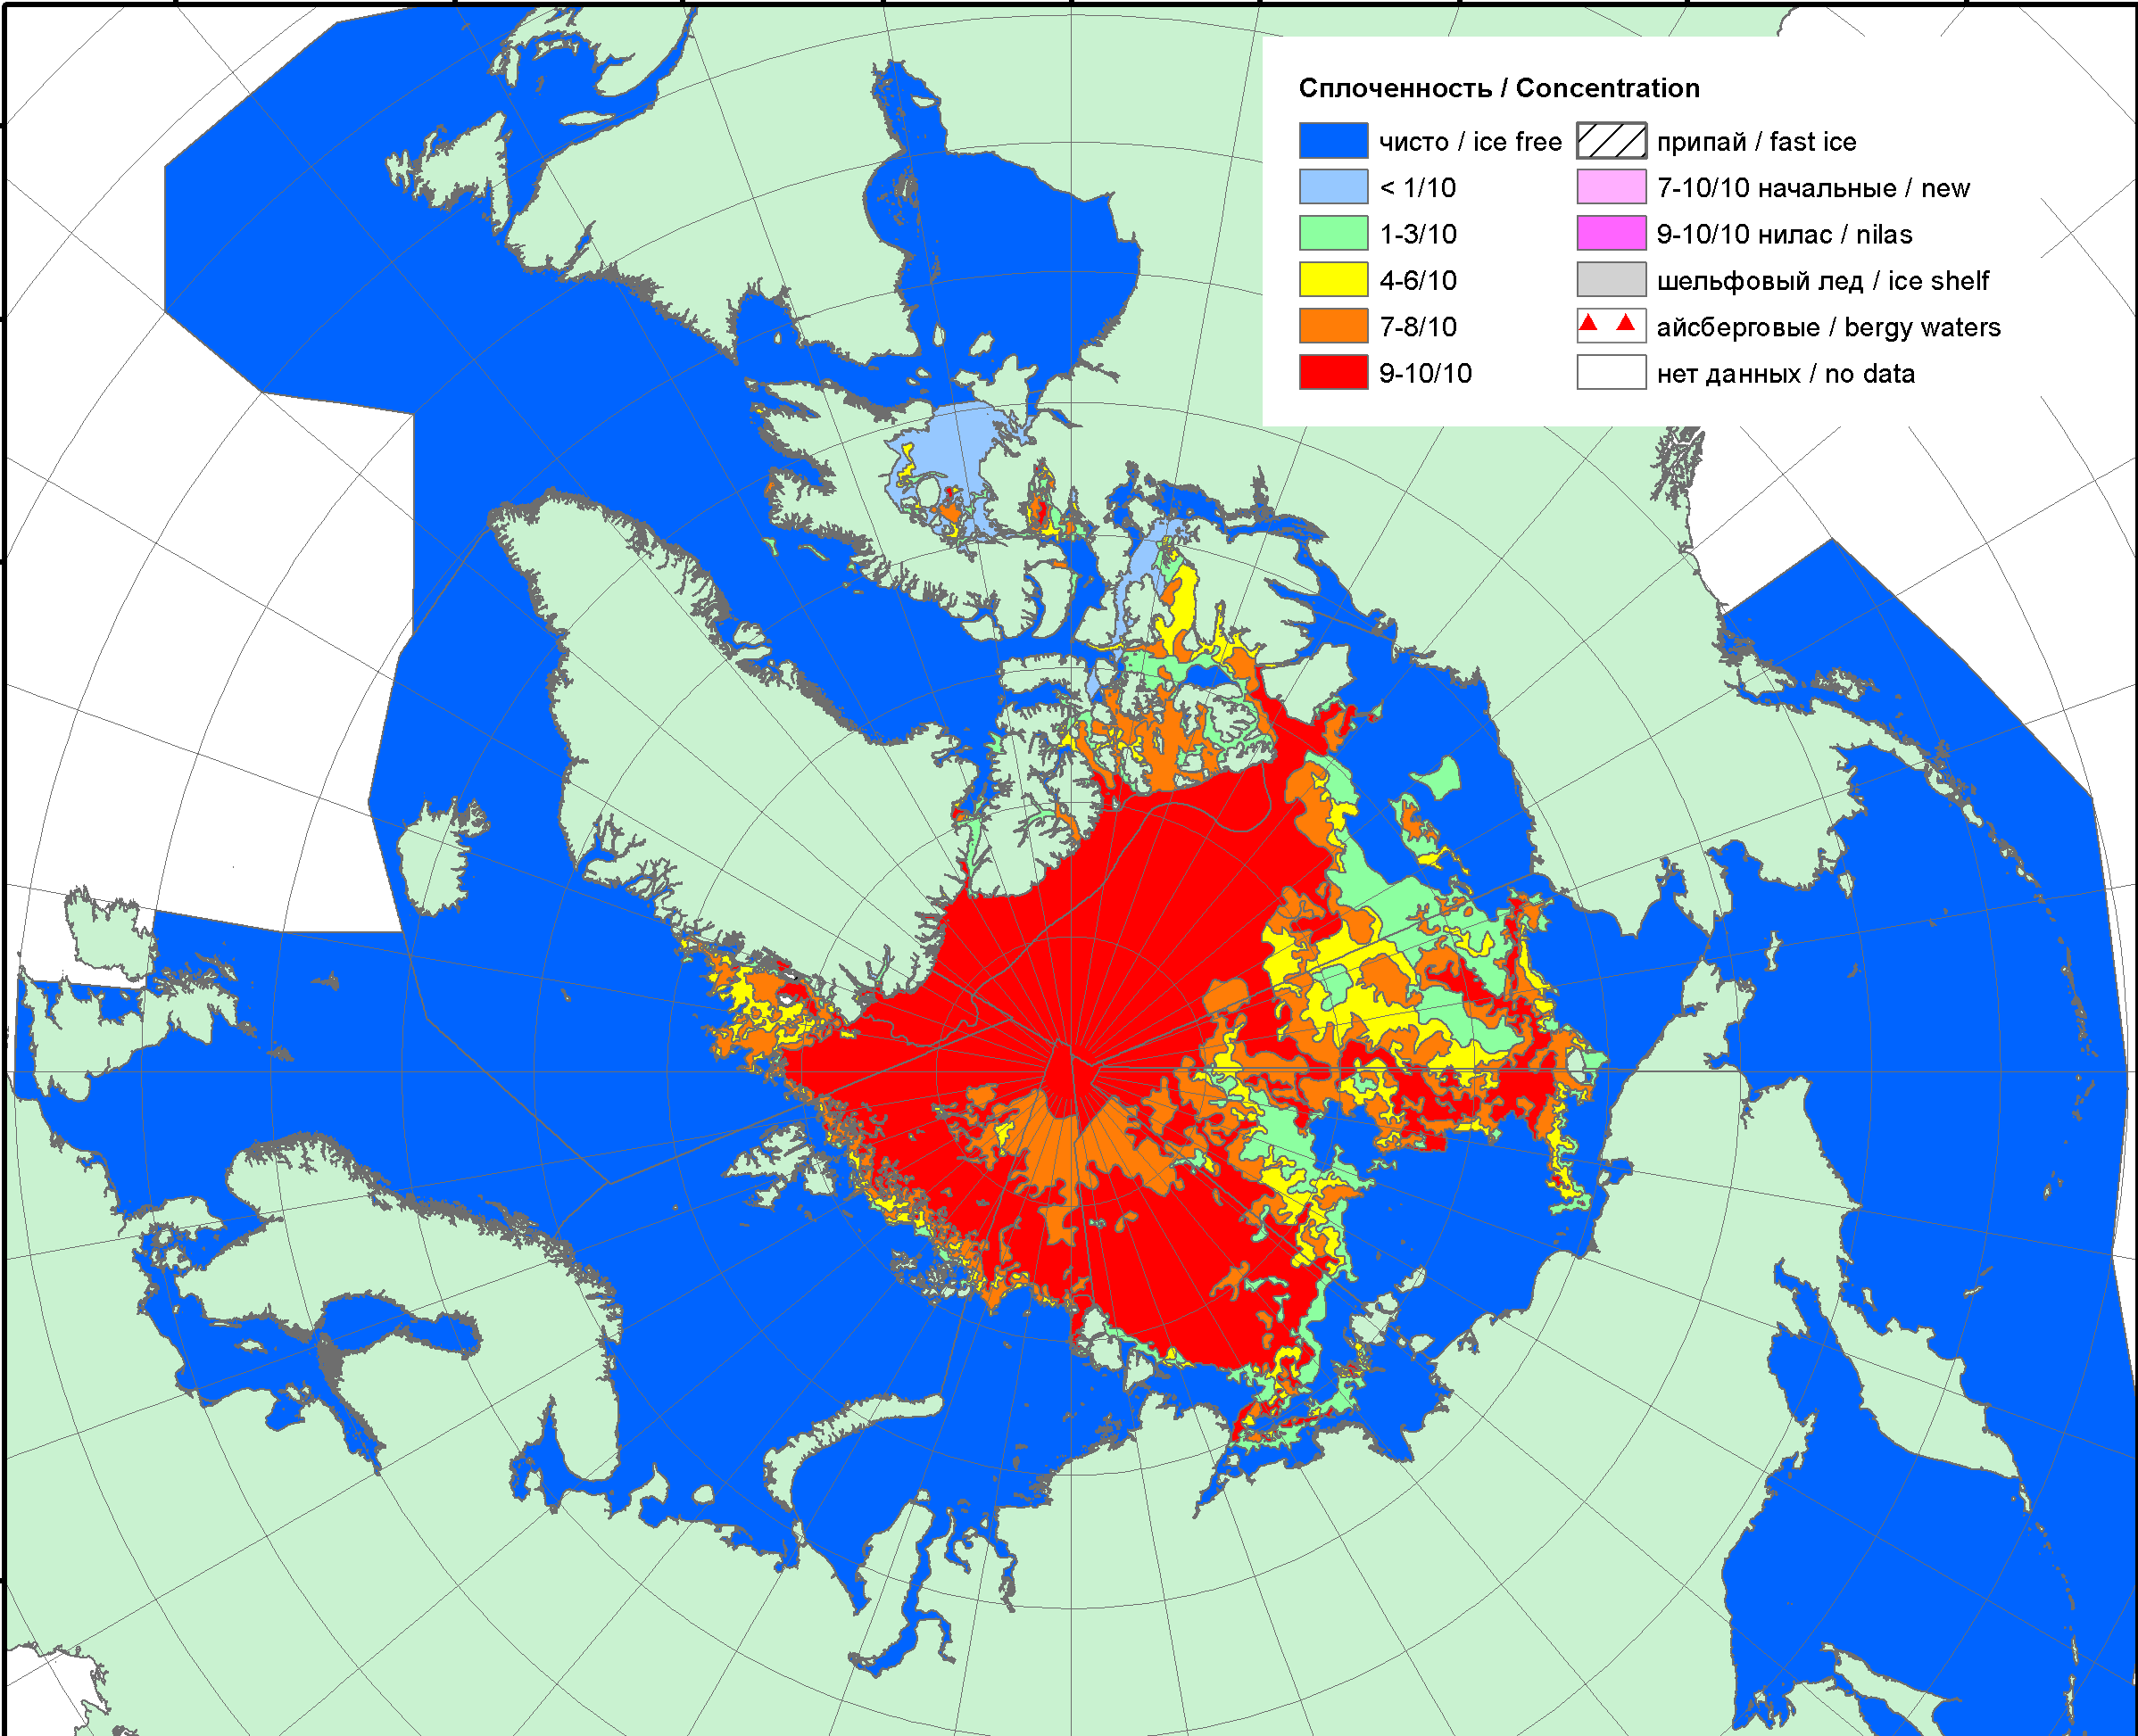 Сплоченность / Concentration
чисто / ice free
< 1/10
1-3/10
4-6/10
7-8/10
9-10/10
припай / fast ice
7-10/10 начальные / new
9-10/10 нилас / nilas
шельфовый лед / ice shelf
айсберговые / bergy waters
нет данных / no data